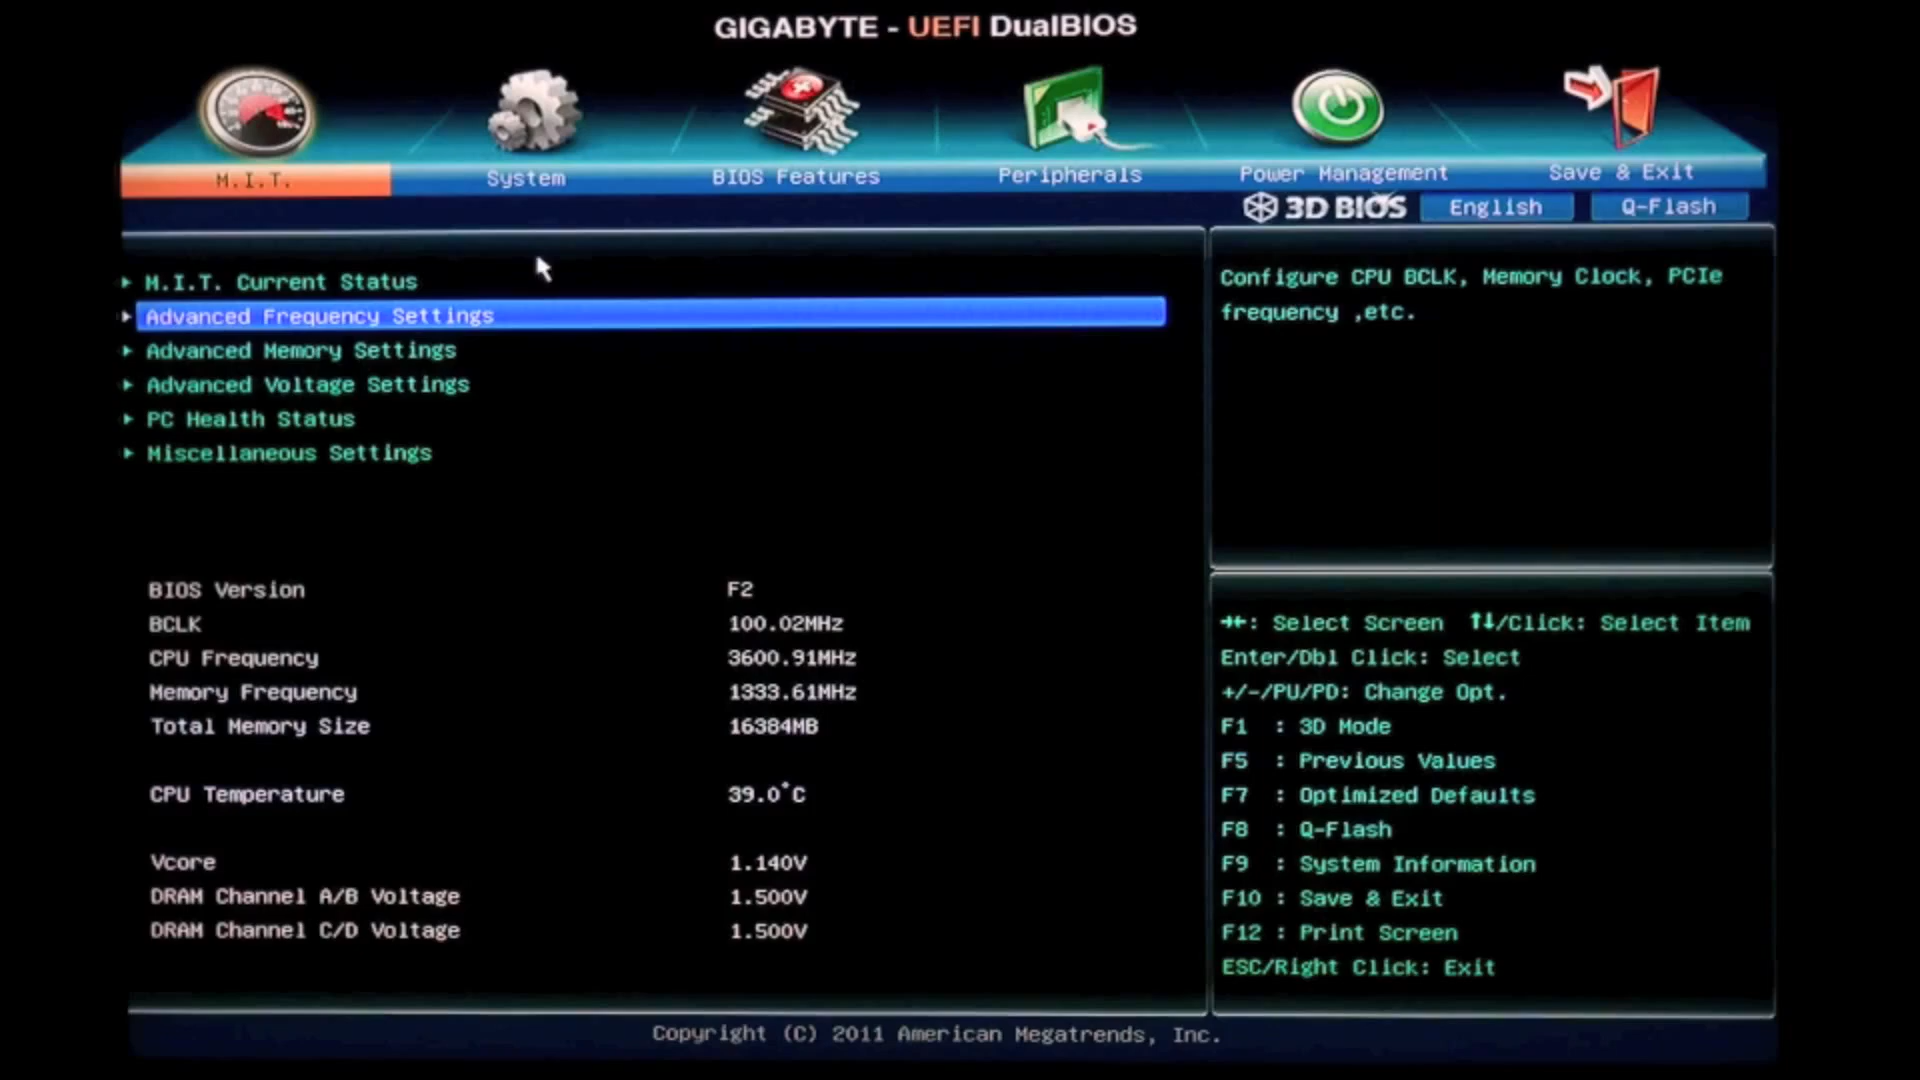 GIGABYTE - UEFI DualBIOS
M.I.T. System BIOS Features Peripherals Power Management Save & Exit
3D BIOS English Q-Flash
M.I.T. Current Status
Advanced Frequency Settings
Advanced Memory Settings
Advanced Voltage Settings
PC Health Status
Miscellaneous Settings
BIOS Version F2
BCLK 100.02MHz
CPU Frequency 3600.91MHz
Memory Frequency 1333.61MHz
Total Memory Size 16384MB
CPU Temperature 39.0°C
Vcore 1.140V
DRAM Channel A/B Voltage 1.500V
DRAM Channel C/D Voltage 1.500V
Configure CPU BCLK, Memory Clock, PCIe
frequency ,etc.
→←: Select Screen ↑↓/Click: Select Item
Enter/Dbl Click: Select
+/-/PU/PD: Change Opt.
F1 : 3D Mode
F5 : Previous Values
F7 : Optimized Defaults
F8 : Q-Flash
F9 : System Information
F10 : Save & Exit
F12 : Print Screen
ESC/Right Click: Exit
Copyright (C) 2011 American Megatrends, Inc.